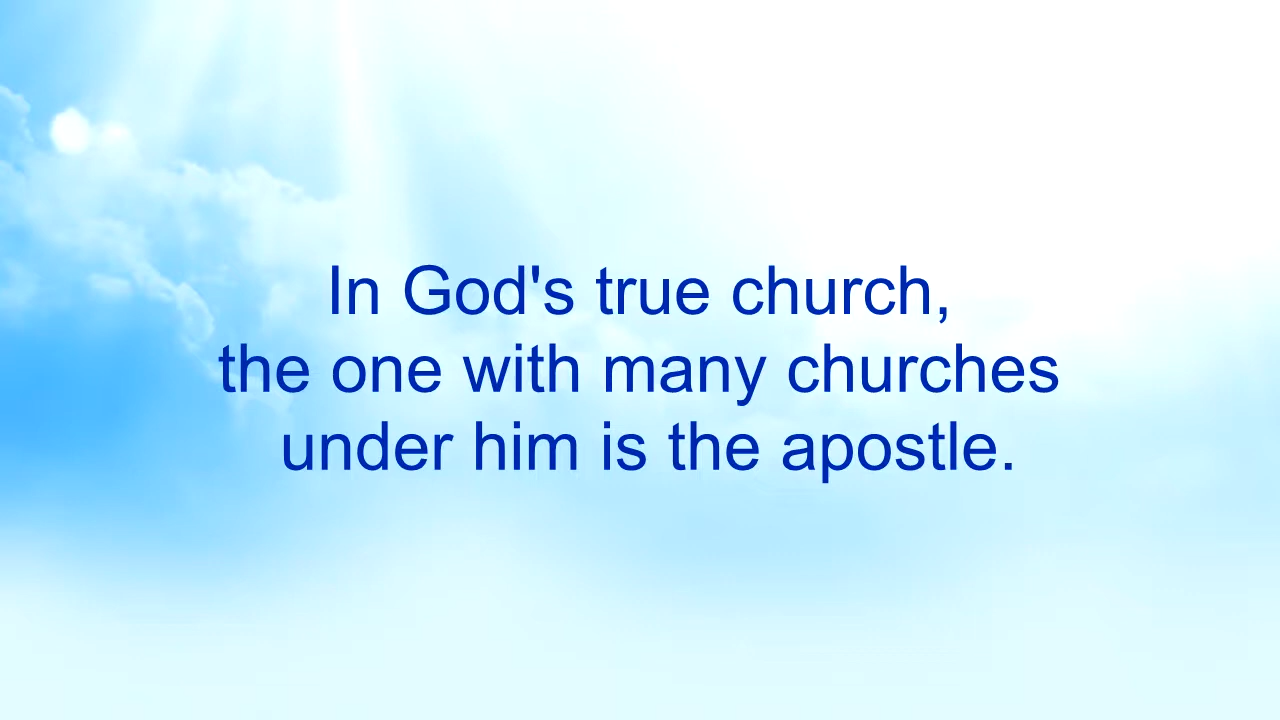 In God's true church,
the one with many churches
under him is the apostle.